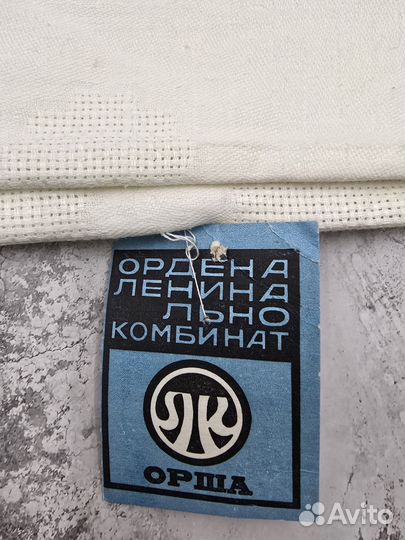 ОРДЕНА
ЛЕНИНА
ЛЬНО
КОМБИНАТ
ЛК
ОРША
Avito